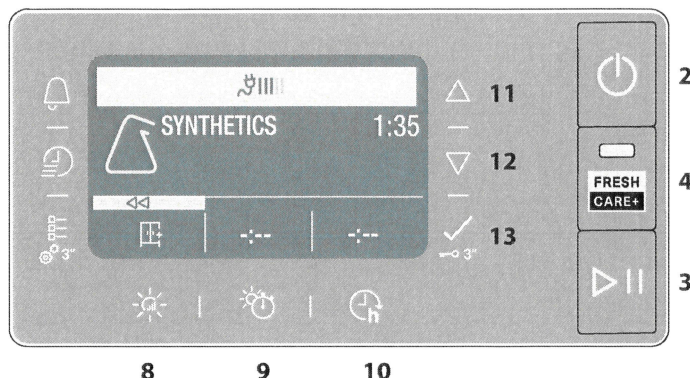 2
11
SYNTHETICS 1:35
12
FRESH
CARE+
4
3"
-:--
-:--
13
3"
3
h
8 9 10